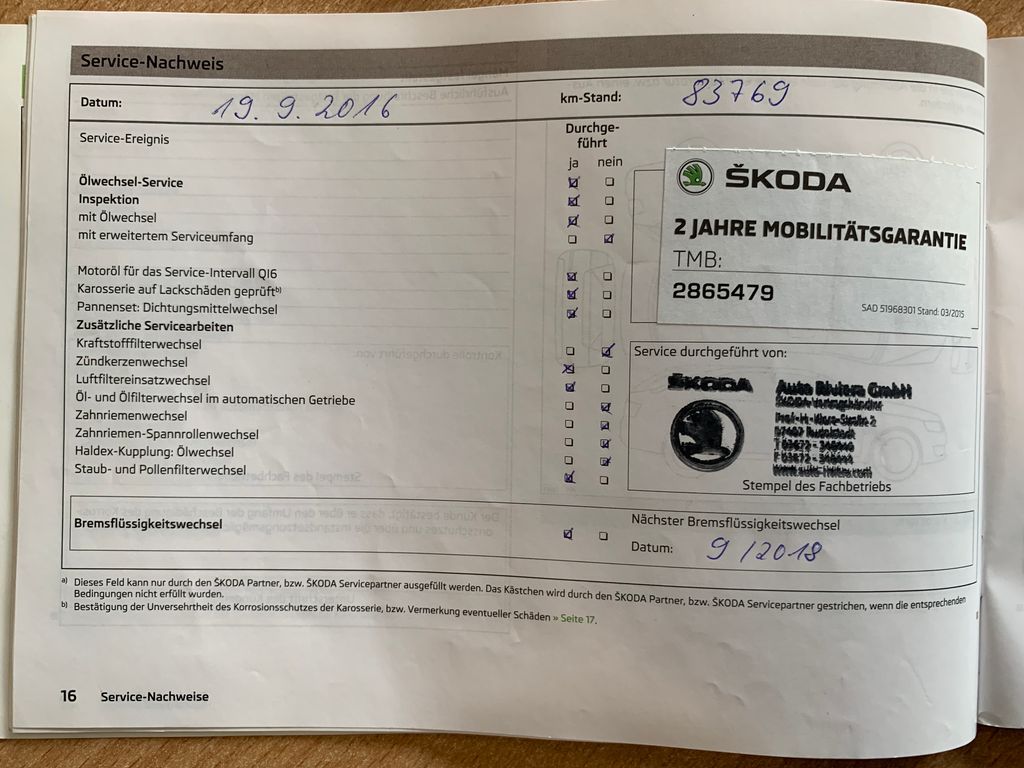 Service-Nachweis
Datum: 19. 9. 2016 km-Stand: 83769
Service-Ereignis
Durchge-
führt
ja nein
Ölwechsel-Service
Inspektion
mit Ölwechsel
mit erweitertem Serviceumfang
Motoröl für das Service-Intervall QI6
Karosserie auf Lackschäden geprüft b)
Pannenset: Dichtungsmittelwechsel
Zusätzliche Servicearbeiten
Kraftstofffilterwechsel
Zündkerzenwechsel
Luftfiltereinsatzwechsel
Öl- und Ölfilterwechsel im automatischen Getriebe
Zahnriemenwechsel
Zahnriemen-Spannrollenwechsel
Haldex-Kupplung: Ölwechsel
Staub- und Pollenfilterwechsel
ŠKODA
2 JAHRE MOBILITÄTSGARANTIE
TMB:
2865479
SAD 51968301 Stand: 03/2015
Service durchgeführt von:
ŠKODA
Auto Riviera GmbH
Stempel des Fachbetriebs
Bremsflüssigkeitswechsel
Nächster Bremsflüssigkeitswechsel
Datum: 9 / 2018
a) Dieses Feld kann nur durch den ŠKODA Partner, bzw. ŠKODA Servicepartner ausgefüllt werden. Das Kästchen wird durch den ŠKODA Partner, bzw. ŠKODA Servicepartner gestrichen, wenn die entsprechenden
Bedingungen nicht erfüllt wurden.
b) Bestätigung der Unversehrtheit des Korrosionsschutzes der Karosserie, bzw. Vermerkung eventueller Schäden » Seite 17.
16 Service-Nachweise